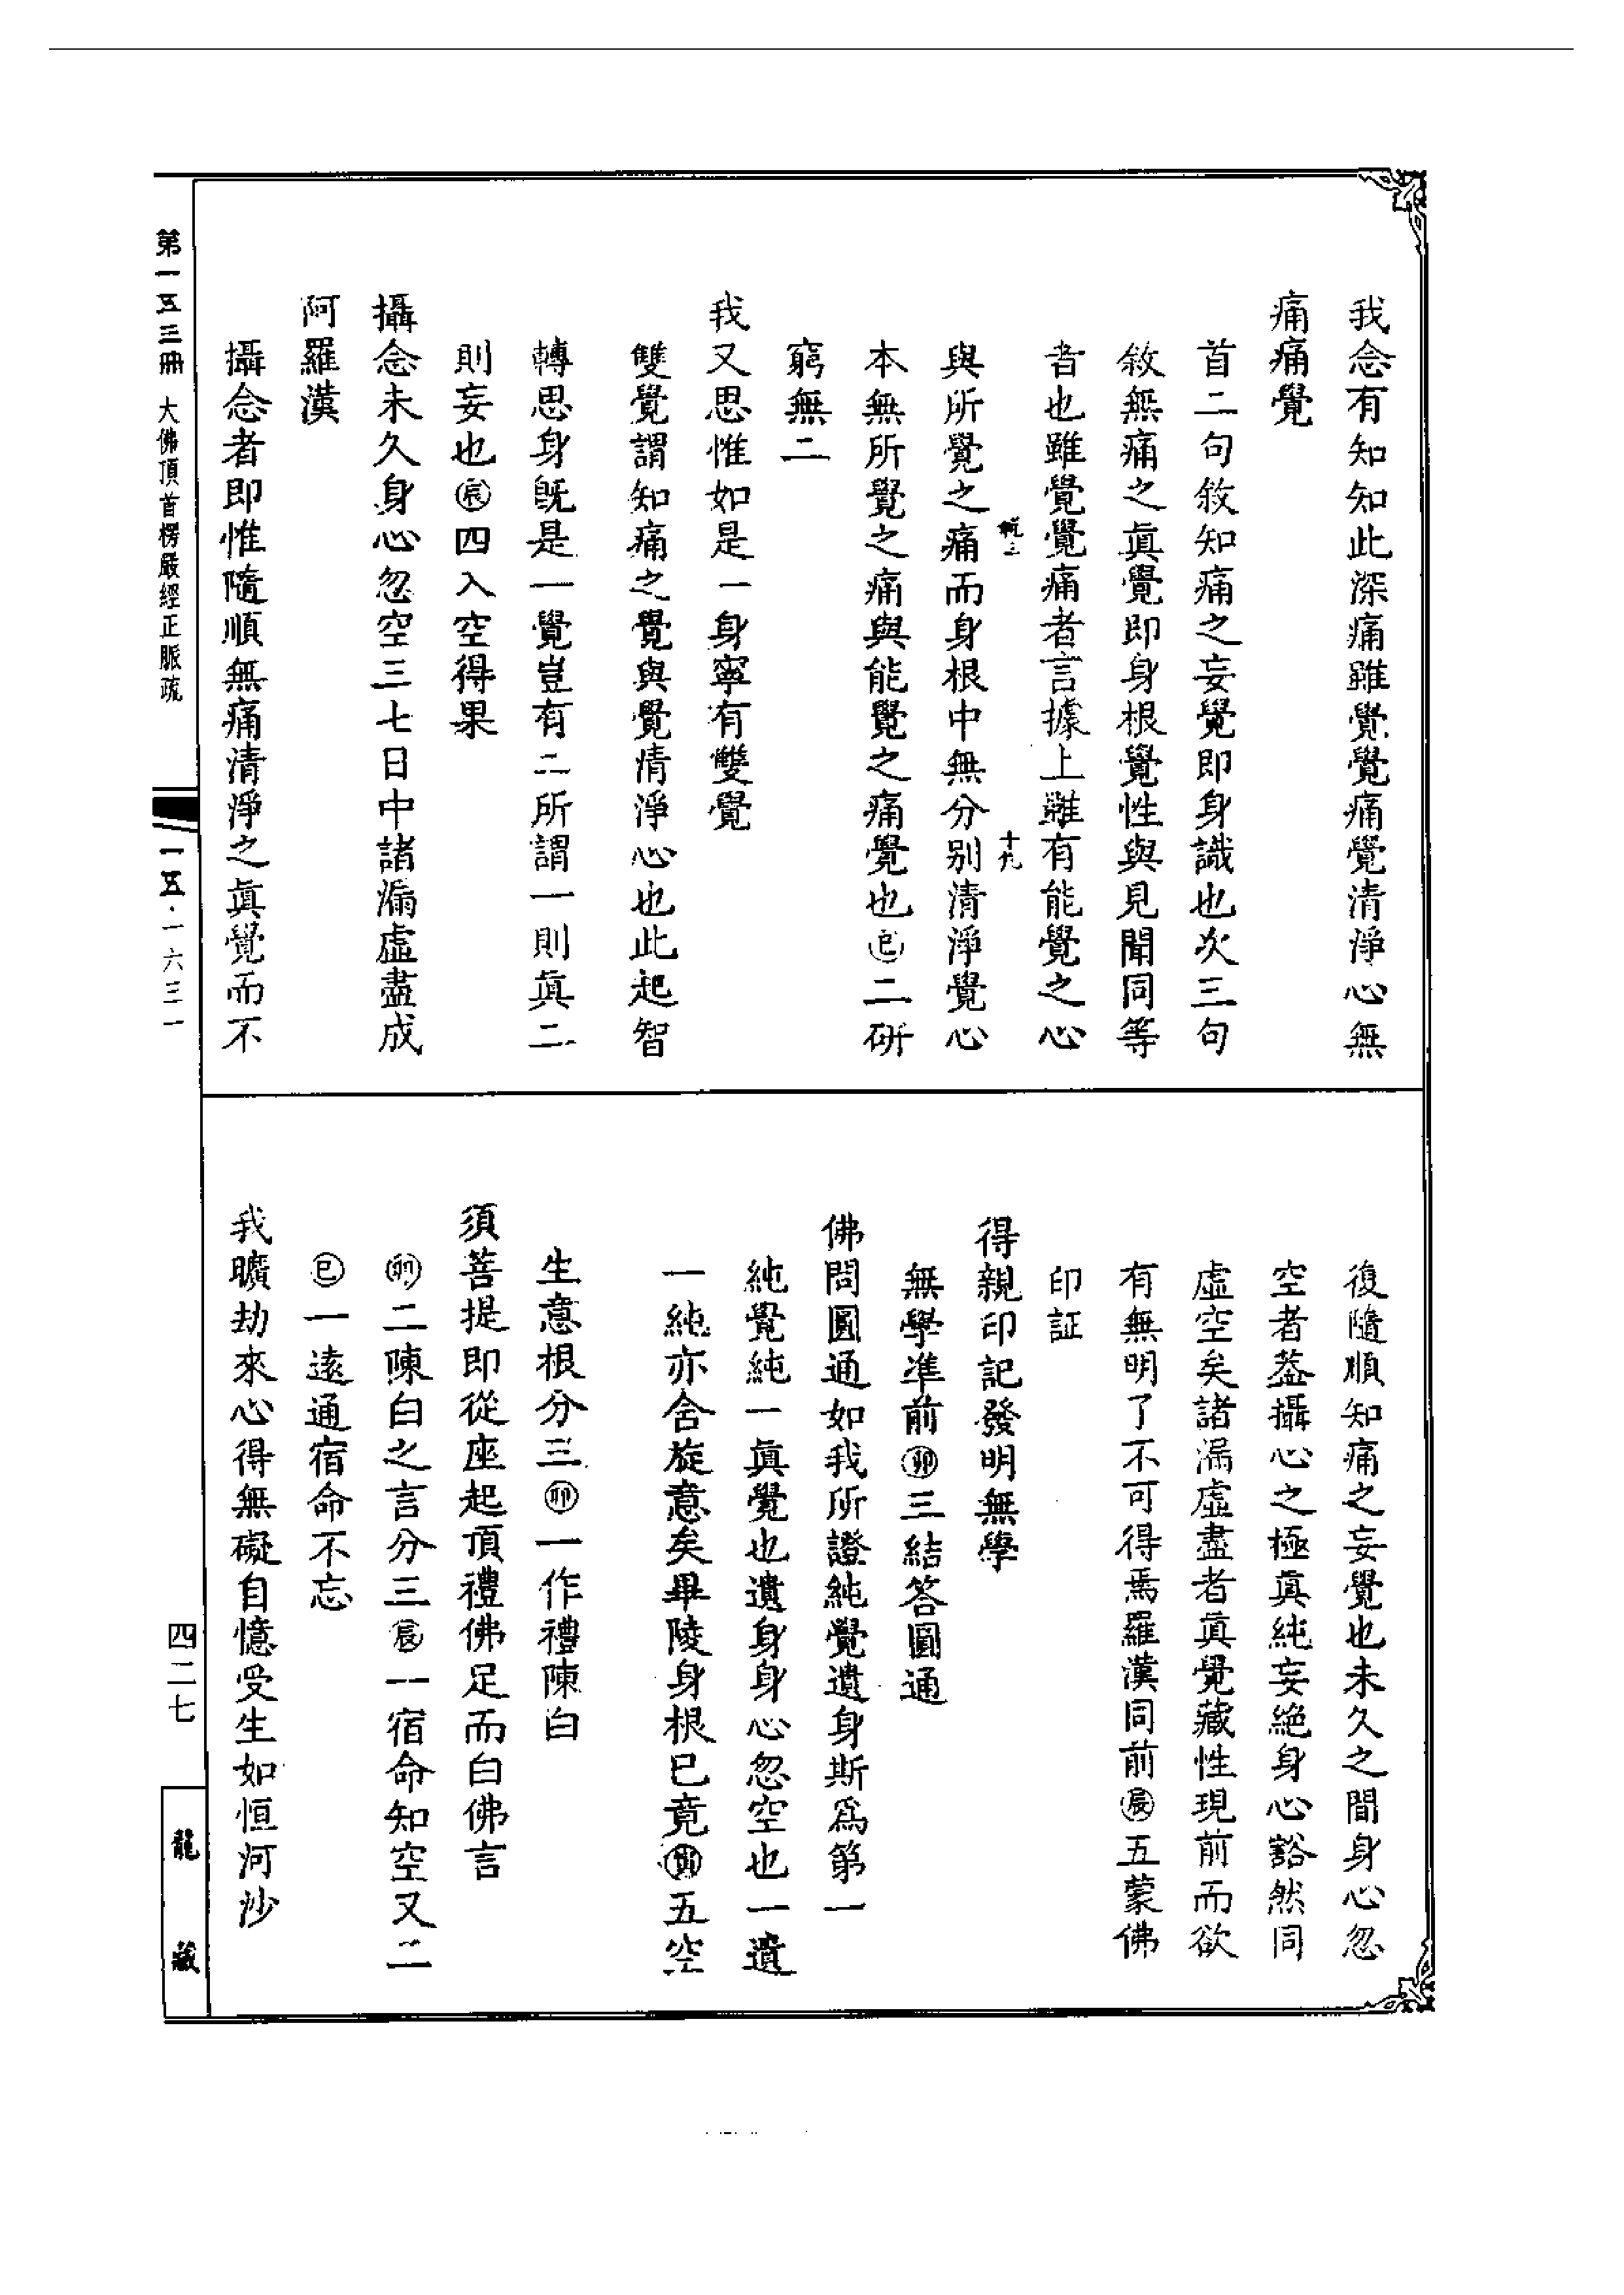 我念有知知此深痛雖覺覺痛覺清淨心無
痛痛覺
首二句敘知痛之妄覺即身識也次三句
敘無痛之眞覺即身根覺性與見聞同等
者也雖覺覺痛者言據上雖有能覺之心
十九
與所覺之痛而身根中無分别清淨覺心
本無所覺之痛與能覺之痛覺也㊁二研
窮無二
我又思惟如是一身寧有雙覺
雙覺謂知痛之覺與覺清淨心也此起智
轉思身旣是一覺豈有二所謂一則眞二
則妄也辰四入空得果
攝念未久身心忽空三七日中諸漏虛盡成
阿羅漢
攝念者即惟隨順無痛清淨之眞覺而不
復隨順知痛之妄覺也未久之間身心忽
空者葢攝心之極眞純妄絕身心豁然同
虛空矣諸漏虛盡者眞覺藏性現前而欲
有無明了不可得焉羅漢同前辰五蒙佛
印証
得親印記發明無學
無學準前卯三結答圓通
佛問圓通如我所證純覺遺身斯爲第一
純覺純一眞覺也遺身身心忽空也一遺
一純亦含旋意矣畢陵身根已竟寅五空
生意根分三卯一作禮陳白
須菩提即從座起頂禮佛足而白佛言
卯二陳白之言分三辰一宿命知空又二
巳一遠通宿命不忘
我曠劫來心得無礙自憶受生如恒河沙
第一五三冊 大佛頂首楞嚴經正脈疏
一五·一六三一
四二七
龍藏